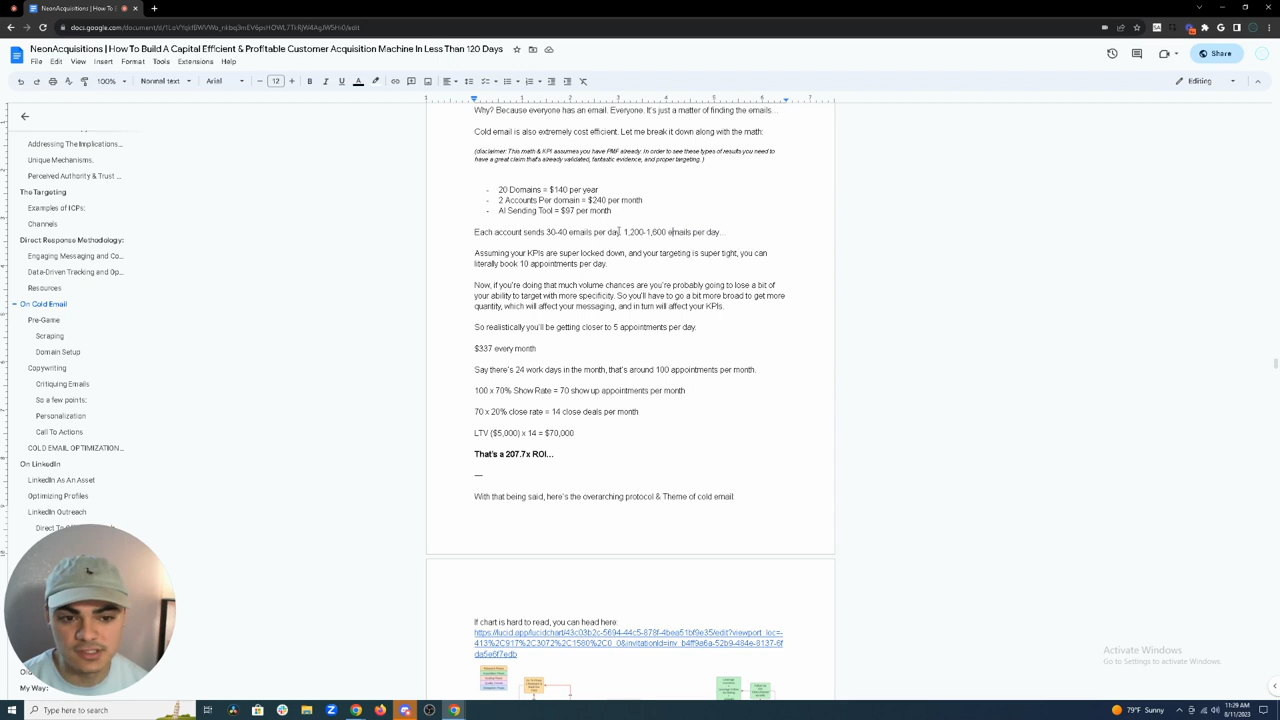 NeonAcquisitions | How To
docs.google.com/document/d/
NeonAcquisitions | How To Build A Capital Efficient & Profitable Customer Acquisition Machine In Less Than 120 Days
File Edit View Insert Format Tools Extensions Help
Share
100% Normal text Arial 12 Editing
Addressing The Implications...
Unique Mechanisms.
Perceived Authority & Trust ...
The Targeting
Examples of ICPs:
Channels
Direct Response Methodology:
Engaging Messaging and Co...
Data-Driven Tracking and Op...
Resources
On Cold Email
Pre-Game
Scraping
Domain Setup
Copywriting
Critiquing Emails
So a few points:
Personalization
Call To Actions
COLD EMAIL OPTIMIZATION...
On LinkedIn
LinkedIn As An Asset
Optimizing Profiles
LinkedIn Outreach
My Way:
Why? Because everyone has an email. Everyone. It's just a matter of finding the emails...
Cold email is also extremely cost efficient. Let me break it down along with the math:
(disclaimer: This math & KPI assumes you have PMF already. In order to see these types of results you need to
have a great claim that's already validated, fantastic evidence, and proper targeting.)
- 20 Domains = $140 per year
- 2 Accounts Per domain = $240 per month
- AI Sending Tool = $97 per month
Each account sends 30-40 emails per day. 1,200-1,600 emails per day...
Assuming your KPIs are super locked, and your targeting is super tight, you can
literally book 10 appointments per day.
Now, if you're doing that much volume chances are you're probably going to lose a bit of
your ability to target with more specificity. So you'll have to go a bit more broad to get more
quantity, which will affect your messaging, and in turn will affect your KPIs.
So realistically you'll be getting closer to 5 appointments per day.
$337 every month
Say there's 24 work days in the month, that's around 100 appointments per month.
100 x 70% Show Rate = 70 show up appointments per month
70 x 20% close rate = 14 close deals per month
LTV ($5,000) x 14 = $70,000
That's a 207.7x ROI...
—
With that being said, here's the overarching protocol & Theme of cold email:
If chart is hard to read, you can head here:
Activate Windows
Go to Settings to activate Windows.
Type here to search
79°F Sunny
11:29 AM
8/11/2023